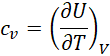 c_v = (∂U/∂T)_V